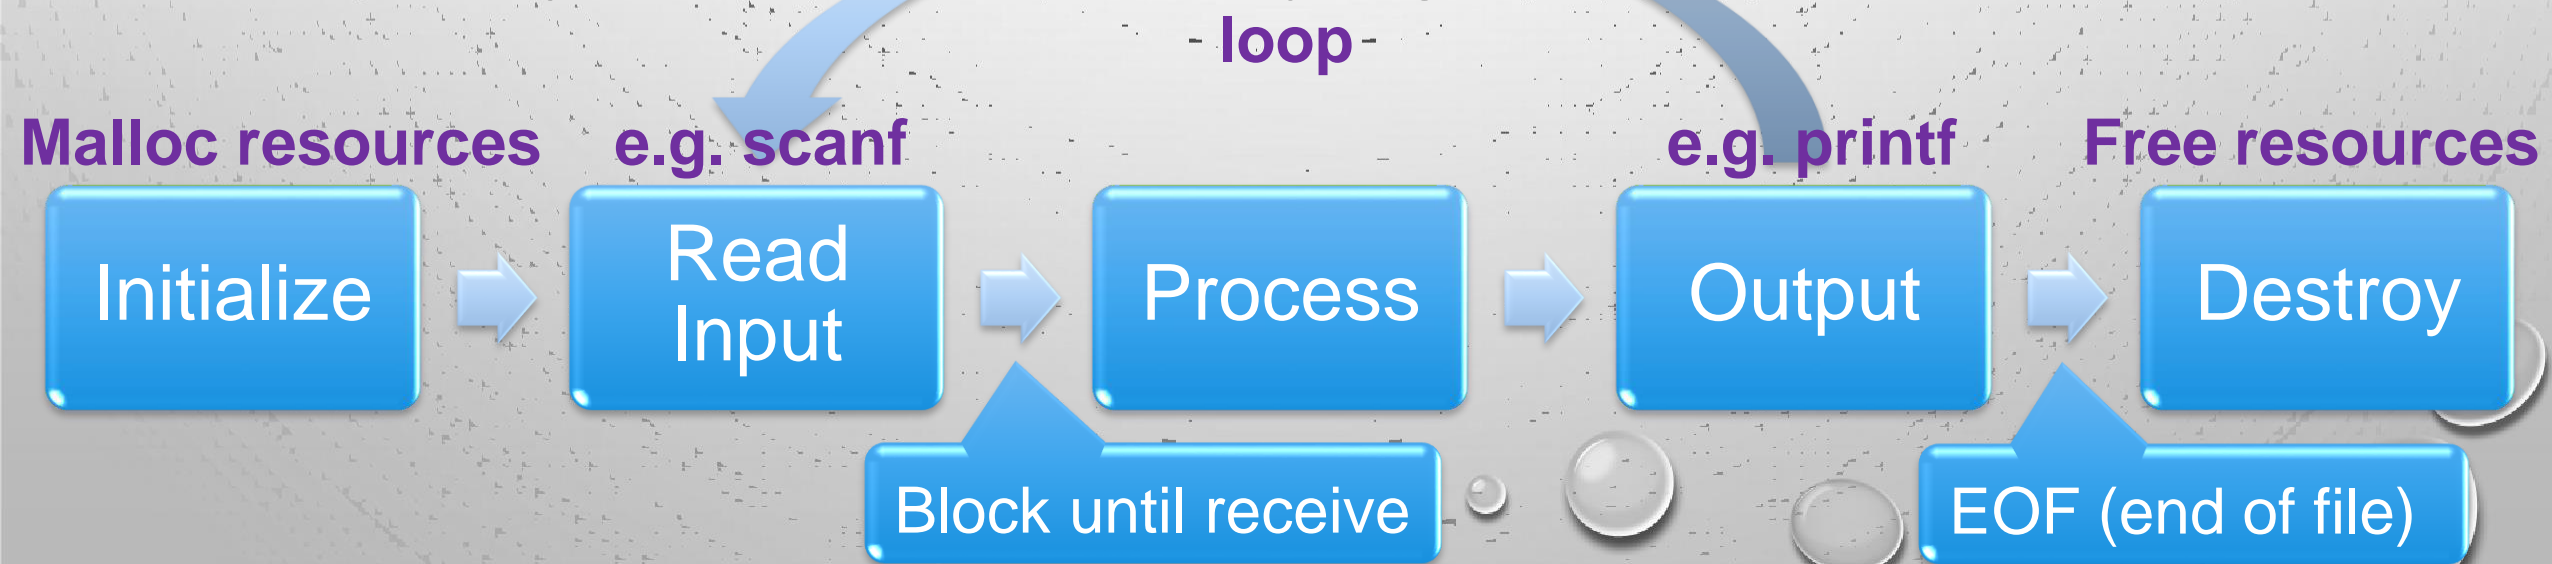 loop
Malloc resources
e.g. scanf
e.g. printf
Free resources
Initialize
Read
Input
Process
Output
Destroy
Block until receive
EOF (end of file)